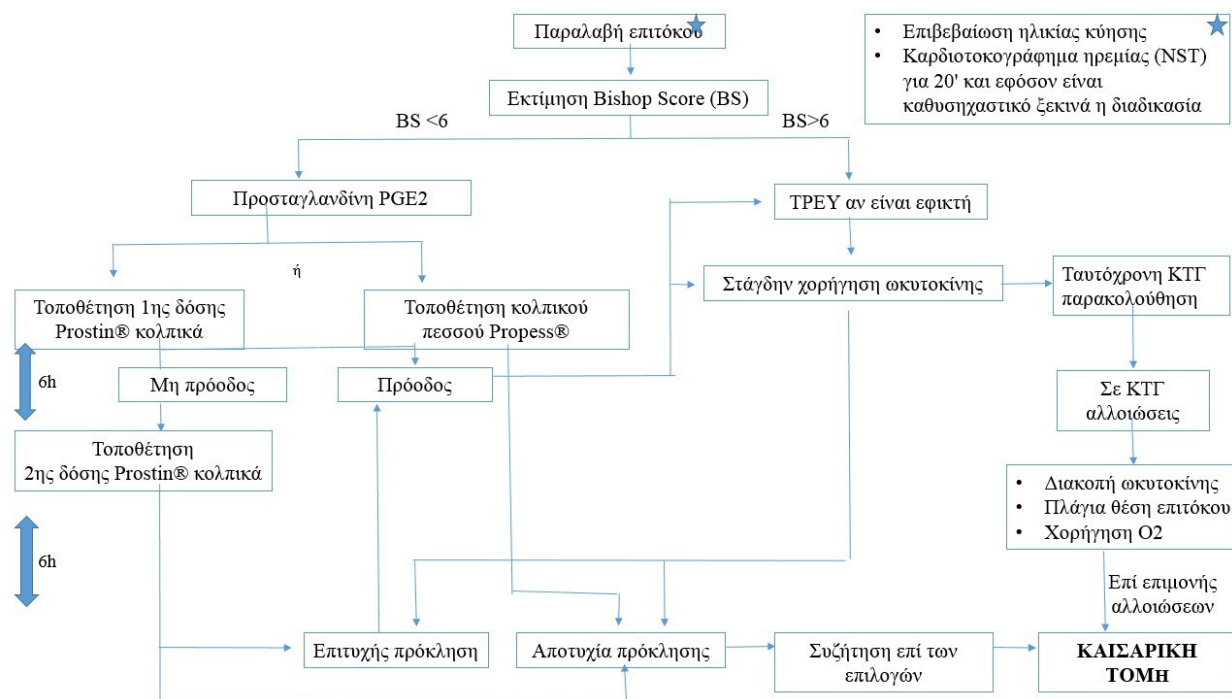 Παραλαβή επιτόκου
• Επιβεβαίωση ηλικίας κύησης
• Καρδιοτοκογράφημα ηρεμίας (NST)
για 20' και εφόσον είναι
καθυσηχαστικό ξεκινά η διαδικασία
Εκτίμηση Bishop Score (BS)
BS <6
BS>6
Προσταγλανδίνη PGE2
ΤΡΕΥ αν είναι εφικτή
ή
Τοποθέτηση 1ης δόσης
Prostin® κολπικά
Τοποθέτηση κολπικού
πεσσού Propess®
Στάγδην χορήγηση ωκυτοκίνης
Ταυτόχρονη ΚΤΓ
παρακολούθηση
6h
Μη πρόοδος
Πρόοδος
Σε ΚΤΓ
αλλοιώσεις
Τοποθέτηση
2ης δόσης Prostin® κολπικά
• Διακοπή ωκυτοκίνης
• Πλάγια θέση επιτόκου
• Χορήγηση Ο2
6h
Επί επιμονής
αλλοιώσεων
Επιτυχής πρόκληση
Αποτυχία πρόκλησης
Συζήτηση επί των
επιλογών
ΚΑΙΣΑΡΙΚΗ
ΤΟΜη